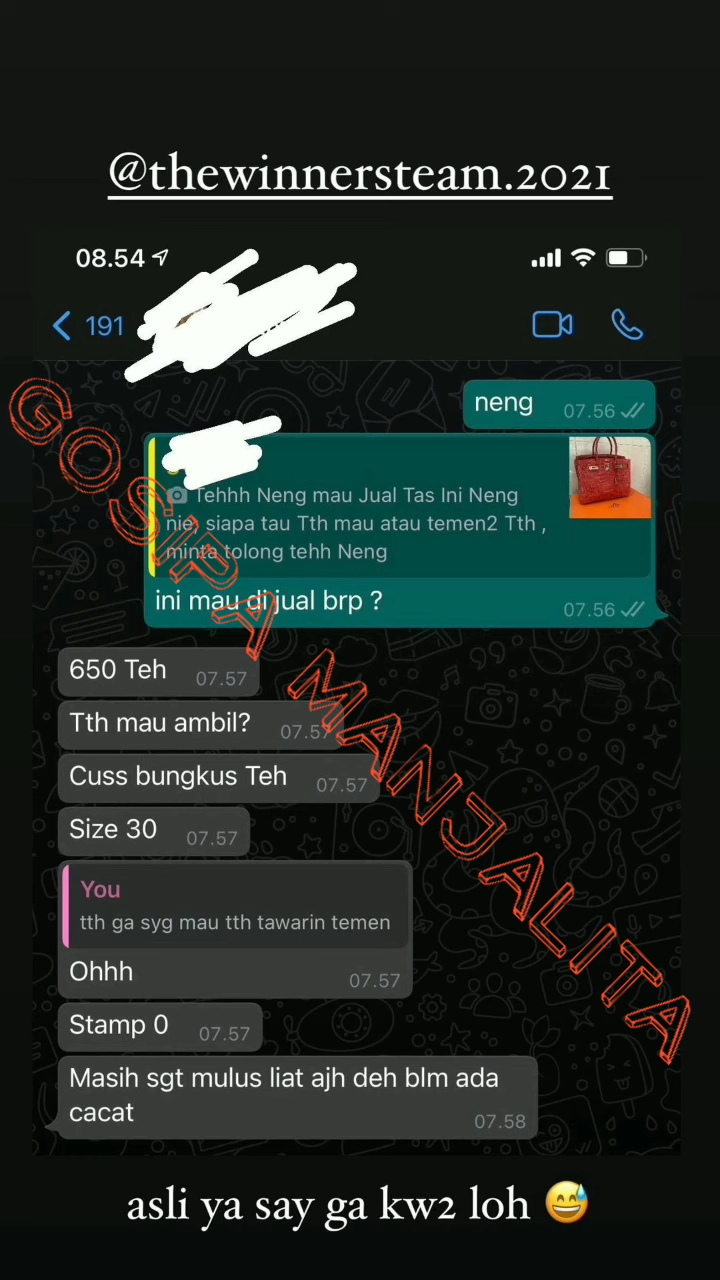 @thewinnersteam.2021
08.54
191
neng 07.56
Tehhh Neng mau Jual Tas Ini Neng
nie, siapa tau Tth mau atau temen2 Tth ,
minta tolong tehh Neng
ini mau di jual brp ? 07.56
650 Teh 07.57
Tth mau ambil? 07.57
Cuss bungkus Teh 07.57
Size 30 07.57
You
tth ga syg mau tth tawarin temen
Ohhh 07.57
Stamp 0 07.57
Masih sgt mulus liat ajh deh blm ada
cacat 07.58
GOSIPA MANJALITA
asli ya say ga kw2 loh 😅